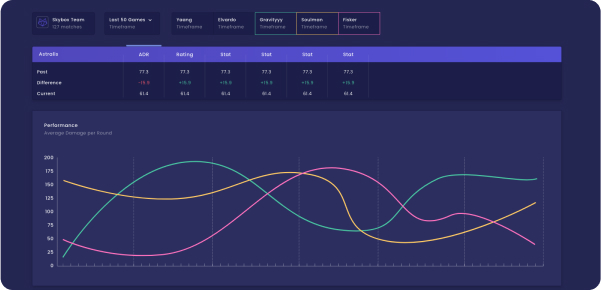 Skybox Team
127 matches
Last 50 Games
Timeframe
Twang
Timeframe
Elvardo
Timeframe
Gravityyy
Timeframe
Soulman
Timeframe
Fisker
Timeframe
Astralis ADR Rating Stat Stat Stat Stat
Past 77.3 77.3 77.3 77.3 77.3 77.3
Difference -15.9 +15.9 +15.9 +15.9 +15.9 +15.9
Current 61.4 61.4 61.4 61.4 61.4 61.4
Performance
Average Damage per Round
200
175
150
125
100
75
50
25
0